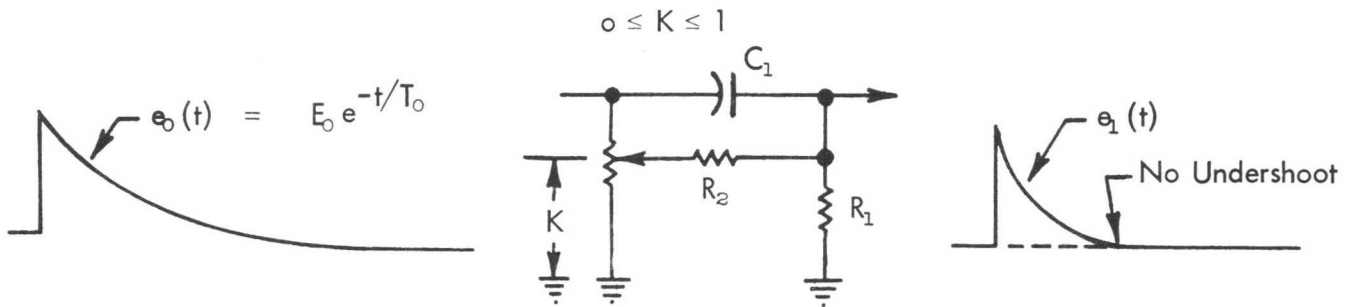 o ≤ K ≤ 1
C₁
e₀(t) = E₀ e^-t/T₀
R₂
K
R₁
e₁(t)
No Undershoot